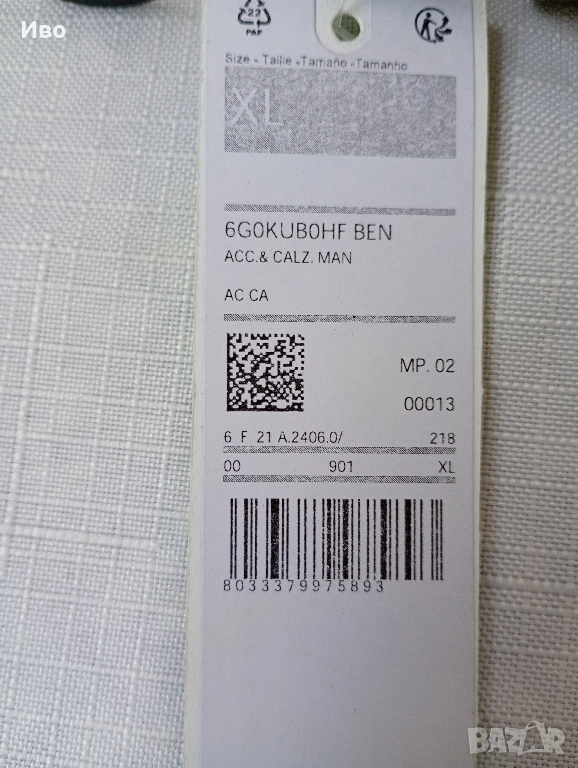 Иво
22
PAP
Size - Taille - Tamaño - Tamanho
XL
6G0KUB0HF BEN
ACC.& CALZ. MAN
AC CA
MP. 02
00013
6 F 21 A.2406.0/ 218
00 901 XL
8033379975893
BAZAR